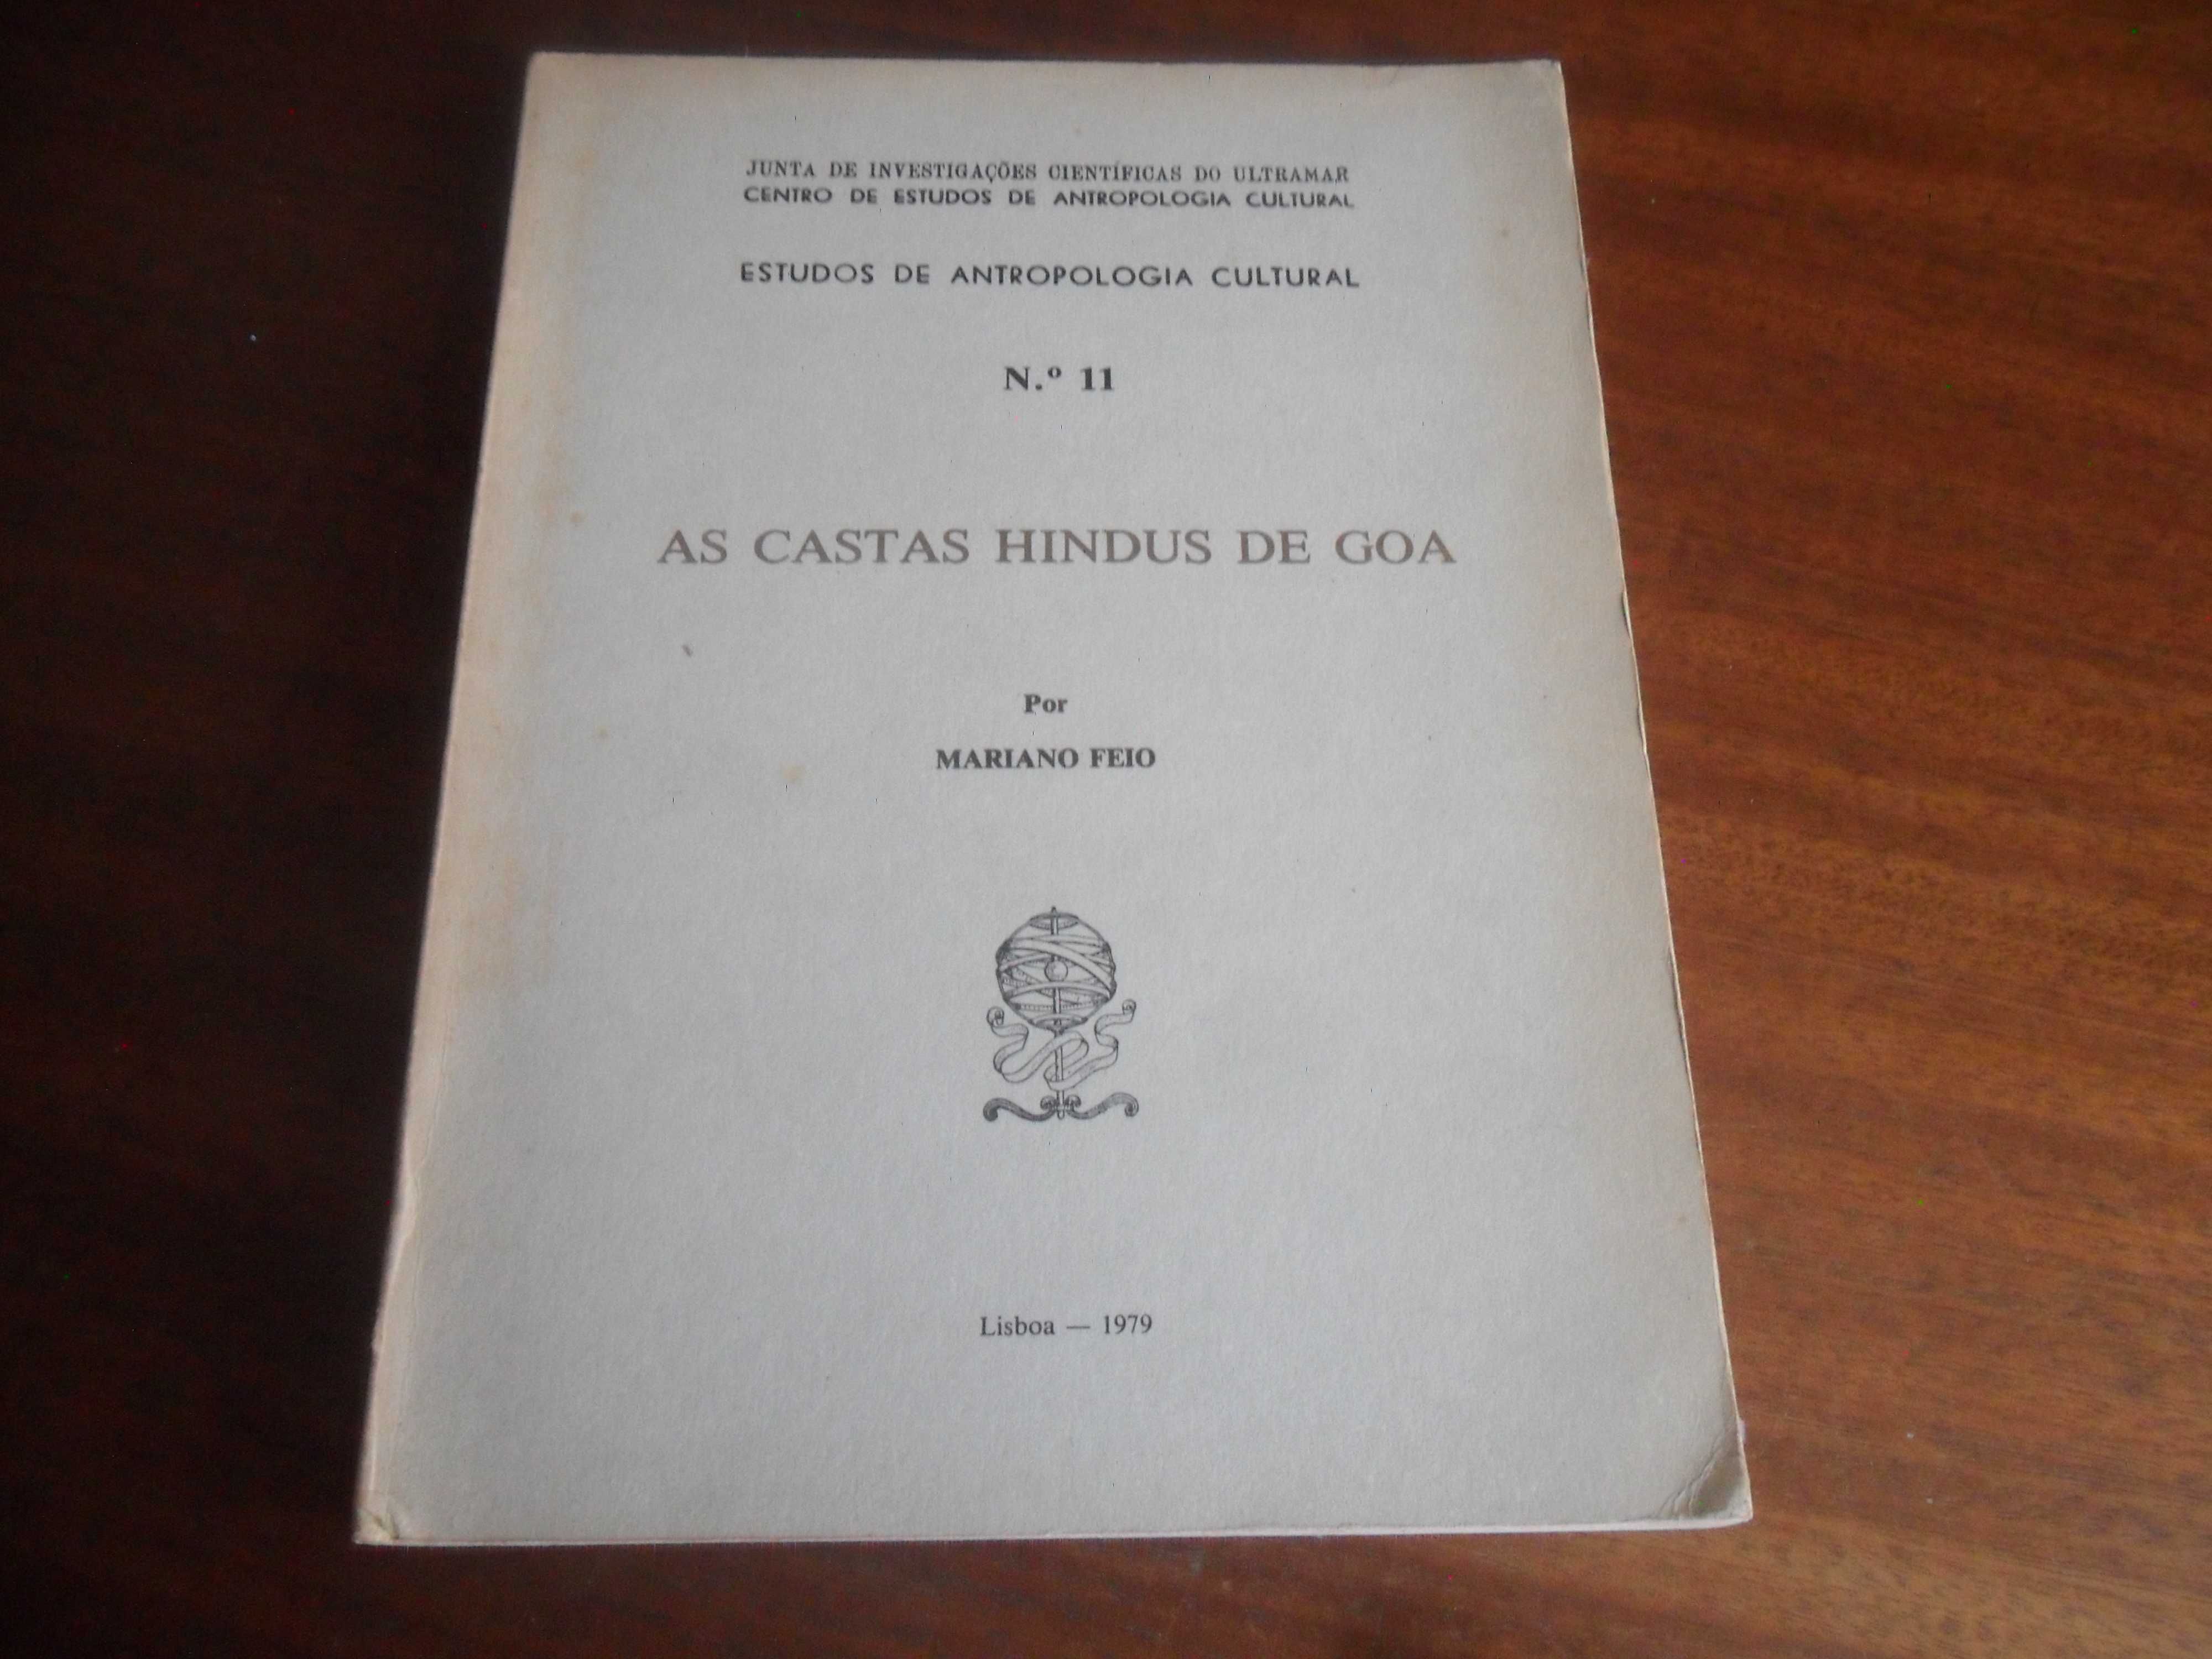 JUNTA DE INVESTIGAÇÕES CIENTÍFICAS DO ULTRAMAR
CENTRO DE ESTUDOS DE ANTROPOLOGIA CULTURAL
ESTUDOS DE ANTROPOLOGIA CULTURAL
N.º 11
AS CASTAS HINDUS DE GOA
Por
MARIANO FEIO
Lisboa — 1979